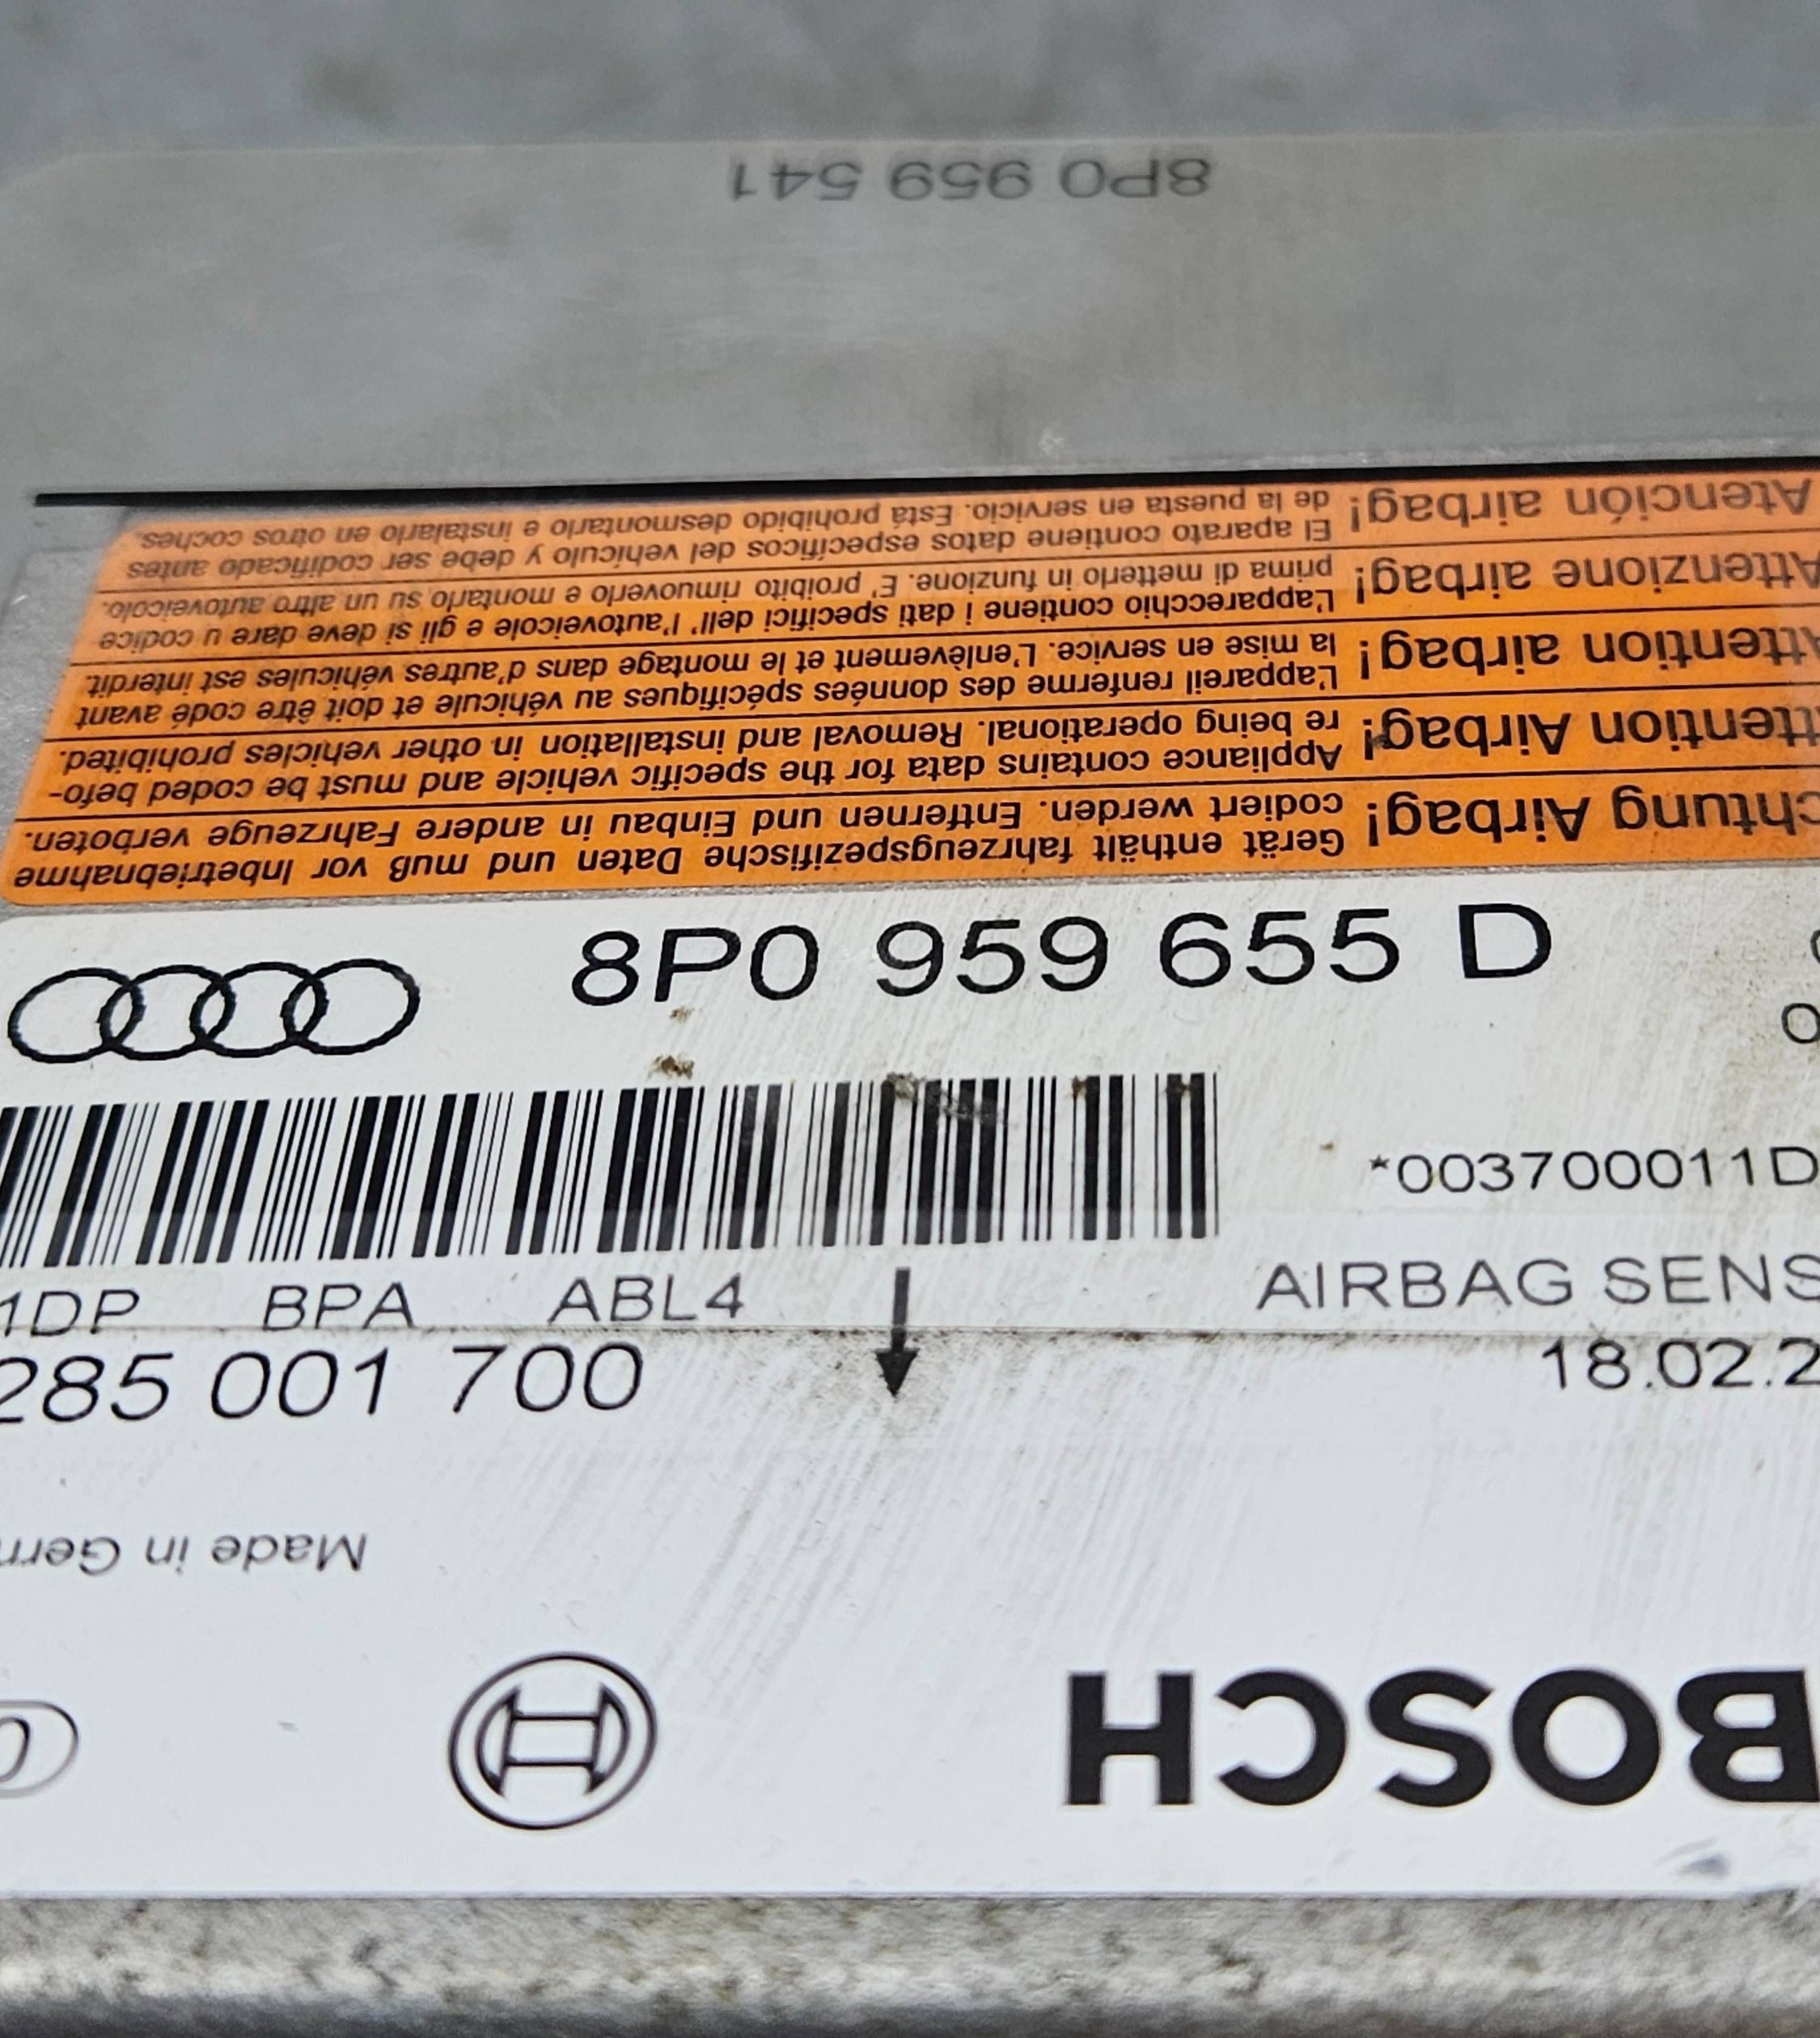 8P0 959 541
chtung Airbag! Gerät enthält fahrzeugspezifische Daten und muß vor Inbetriebnahme
codiert werden. Entfernen und Einbau in andere Fahrzeuge verboten.
ttention Airbag! Appliance contains data for the specific vehicle and must be coded befo-
re being operational. Removal and installation in other vehicles prohibited.
Attention airbag! L'appareil renferme des données spécifiques au véhicule et doit être codé avant
la mise en service. L'enlèvement et le montage dans d'autres véhicules est interdit.
Attenzione airbag! L'apparecchio contiene i dati specifici dell' l'autoveicole e gli si deve dare u codice
prima di metterlo in funzione. E' proibito rimuoverlo e montarlo su un altro autoveicolo.
Atención airbag! El aparato contiene datos específicos del vehículo y debe ser codificado antes
de la puesta en servicio. Está prohibido desmontarlo e instalarlo en otros coches.
8P0 959 655 D
*003700011D
1DP BPA ABL4 AIRBAG SENS
285 001 700 18.02.2
Made in Germ
BOSCH